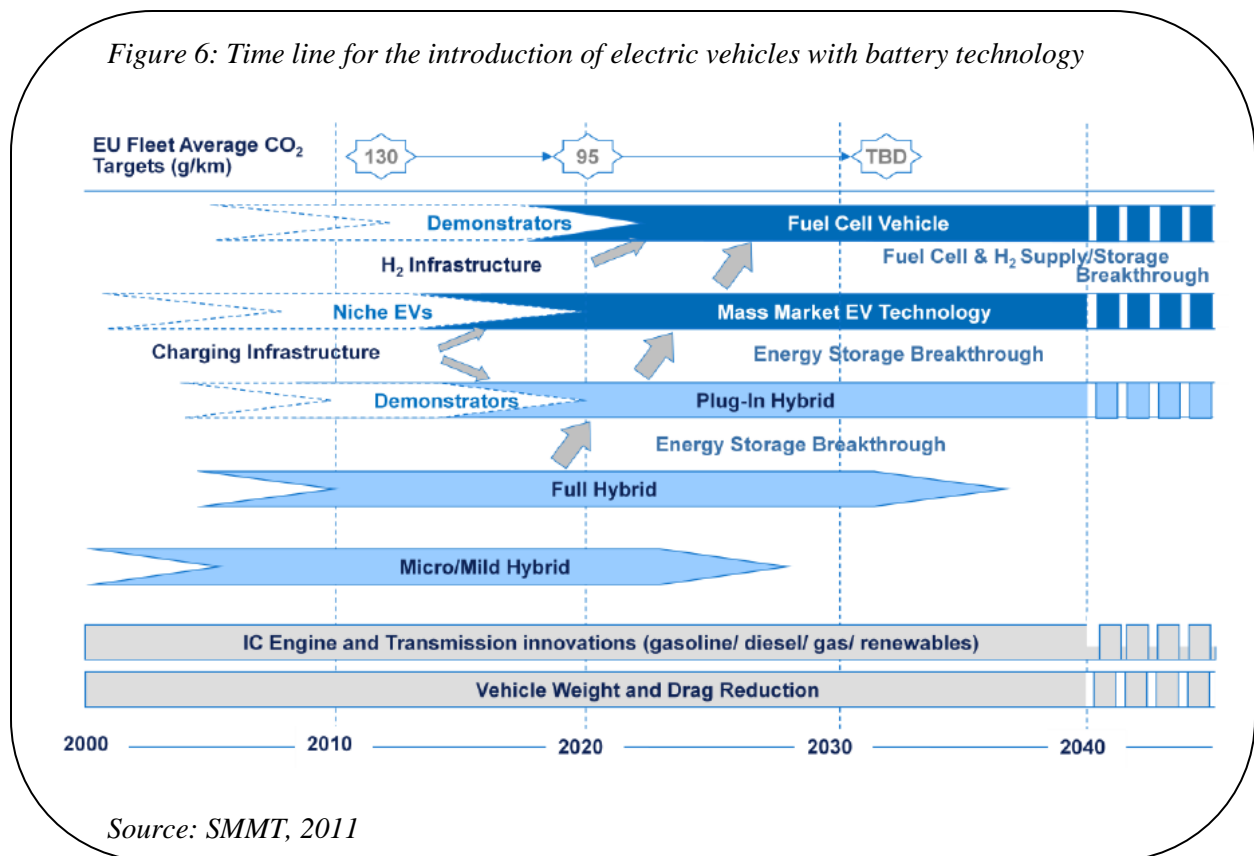 Figure 6: Time line for the introduction of electric vehicles with battery technology
EU Fleet Average CO₂
Targets (g/km)
130
95
TBD
Demonstrators
Fuel Cell Vehicle
H₂ Infrastructure
Fuel Cell & H₂ Supply/Storage
Breakthrough
Niche EVs
Mass Market EV Technology
Charging Infrastructure
Energy Storage Breakthrough
Demonstrators
Plug-In Hybrid
Energy Storage Breakthrough
Full Hybrid
Micro/Mild Hybrid
IC Engine and Transmission innovations (gasoline/ diesel/ gas/ renewables)
Vehicle Weight and Drag Reduction
2000
2010
2020
2030
2040
Source: SMMT, 2011